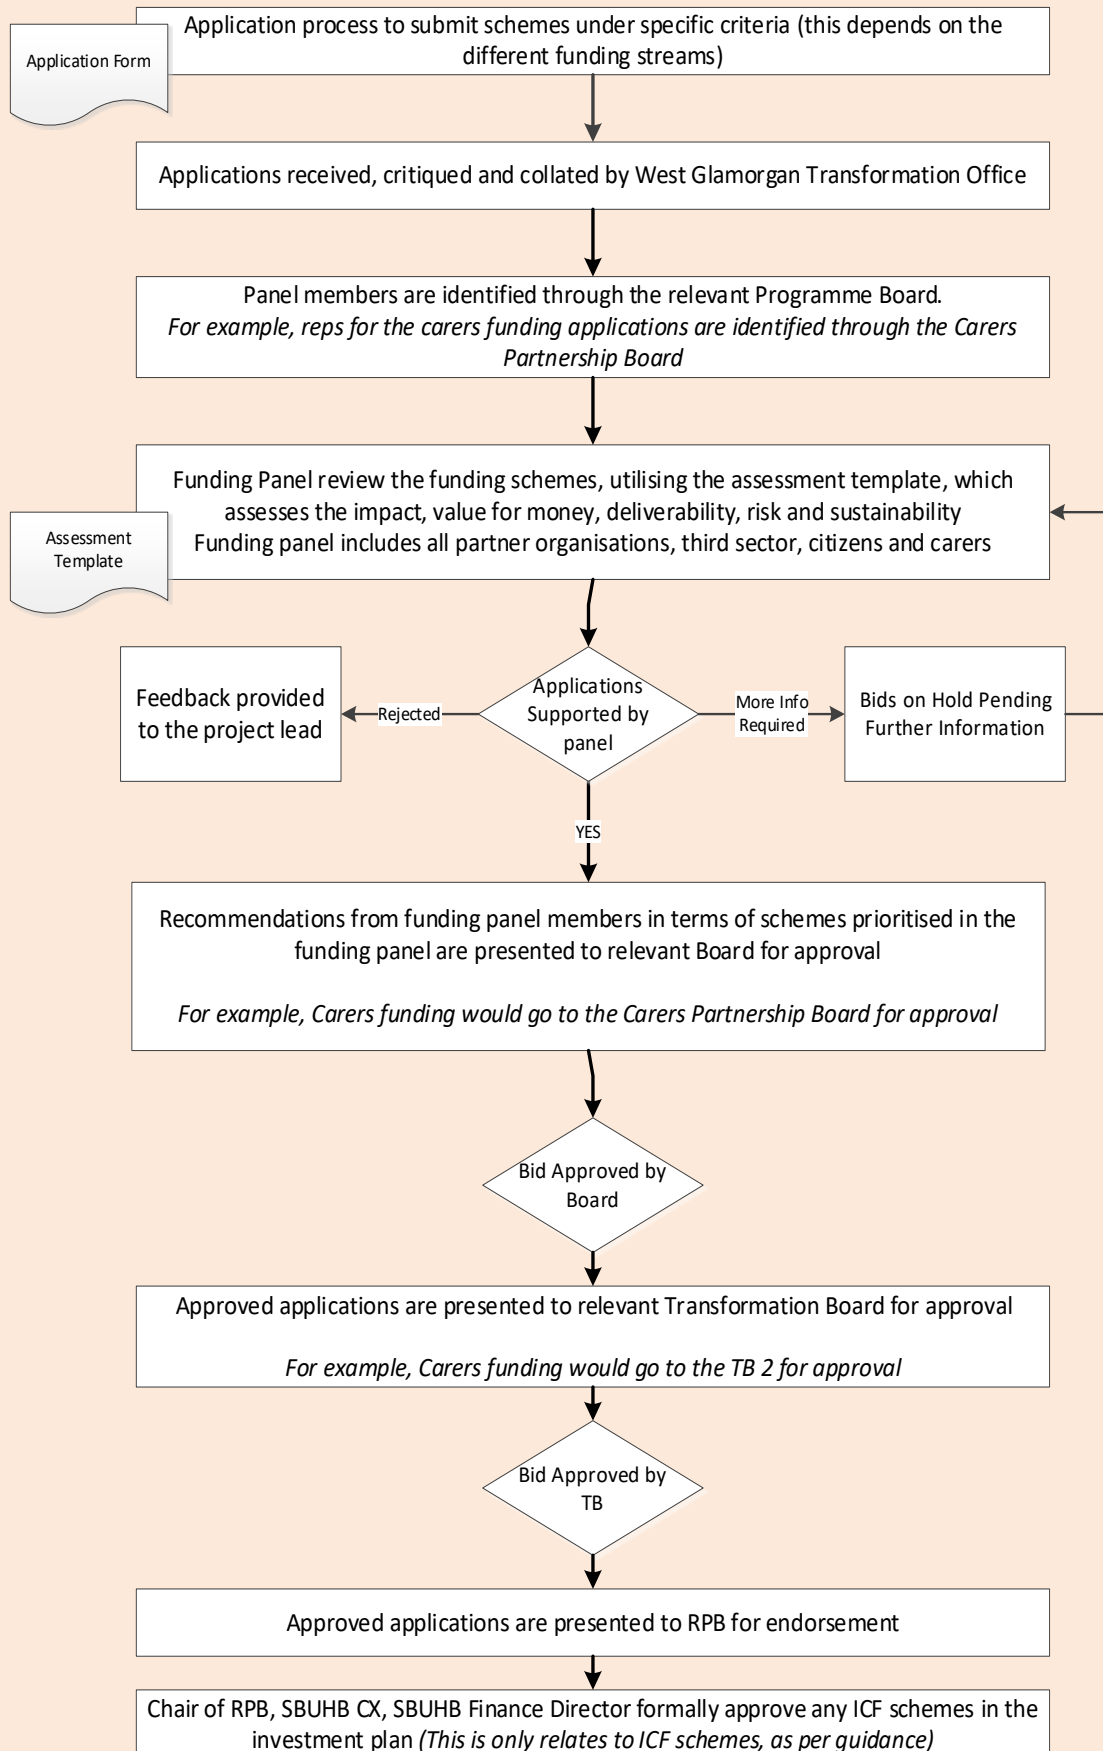 Application process to submit schemes under specific criteria (this depends on the
different funding streams)
Application Form
Applications received, critiqued and collated by West Glamorgan Transformation Office
Panel members are identified through the relevant Programme Board.
For example, reps for the carers funding applications are identified through the Carers
Partnership Board
Funding Panel review the funding schemes, utilising the assessment template, which
assesses the impact, value for money, deliverability, risk and sustainability
Funding panel includes all partner organisations, third sector, citizens and carers
Assessment
Template
Applications
Supported by
panel
Rejected
Feedback provided
to the project lead
More Info
Required
Bids on Hold Pending
Further Information
YES
Recommendations from funding panel members in terms of schemes prioritised in the
funding panel are presented to relevant Board for approval
For example, Carers funding would go to the Carers Partnership Board for approval
Bid Approved by
Board
Approved applications are presented to relevant Transformation Board for approval
For example, Carers funding would go to the TB 2 for approval
Bid Approved by
TB
Approved applications are presented to RPB for endorsement
Chair of RPB, SBUHB CX, SBUHB Finance Director formally approve any ICF schemes in the
investment plan (This is only relates to ICF schemes, as per guidance)